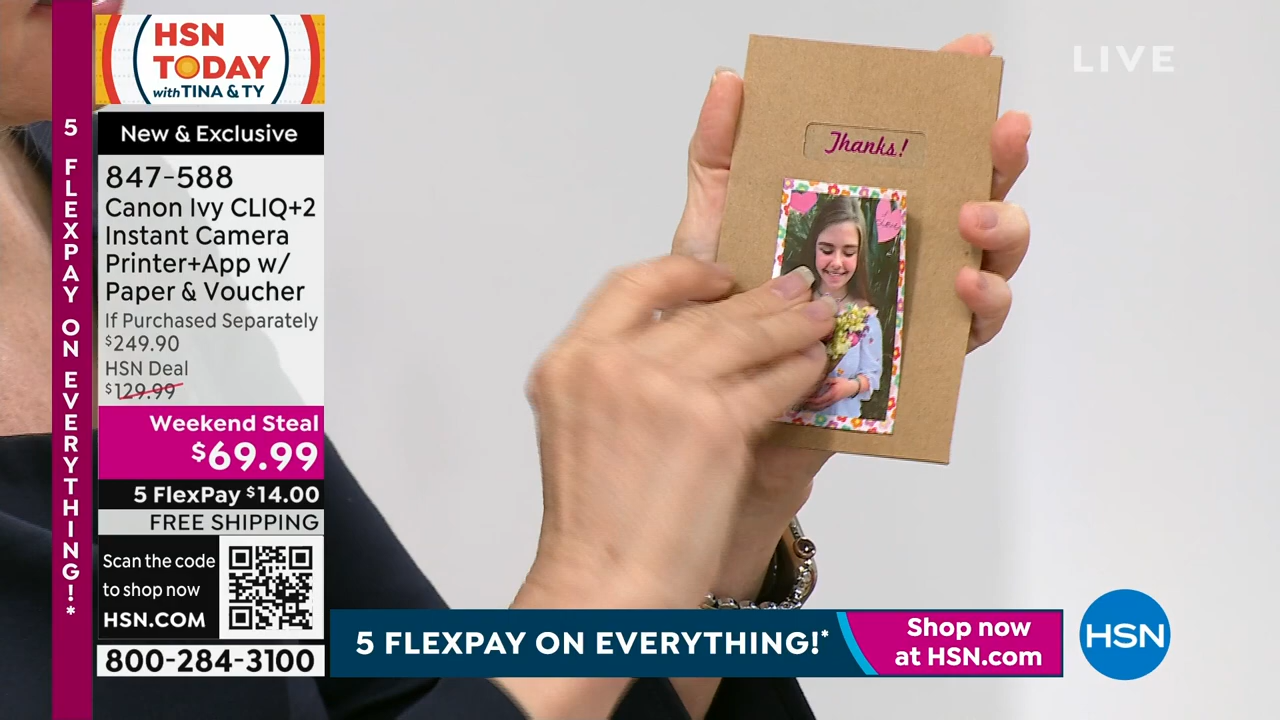 5 FLEXPAY ON EVERYTHING!*
HSN
TODAY
with TINA & TY
New & Exclusive
847-588
Canon Ivy CLIQ+2
Instant Camera
Printer+App w/
Paper & Voucher
If Purchased Separately
$249.90
HSN Deal
$129.99
Weekend Steal
$69.99
5 FlexPay $14.00
FREE SHIPPING
Scan the code
to shop now
HSN.COM
800-284-3100
LIVE
Thanks!
5 FLEXPAY ON EVERYTHING!*
Shop now
at HSN.com
HSN